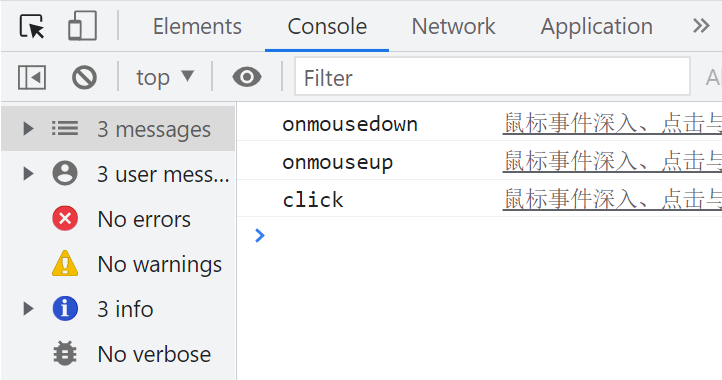 Elements Console Network Application
top Filter
3 messages
3 user mess...
No errors
No warnings
3 info
No verbose
onmousedown 鼠标事件深入、点击与
onmouseup 鼠标事件深入、点击与
click 鼠标事件深入、点击与